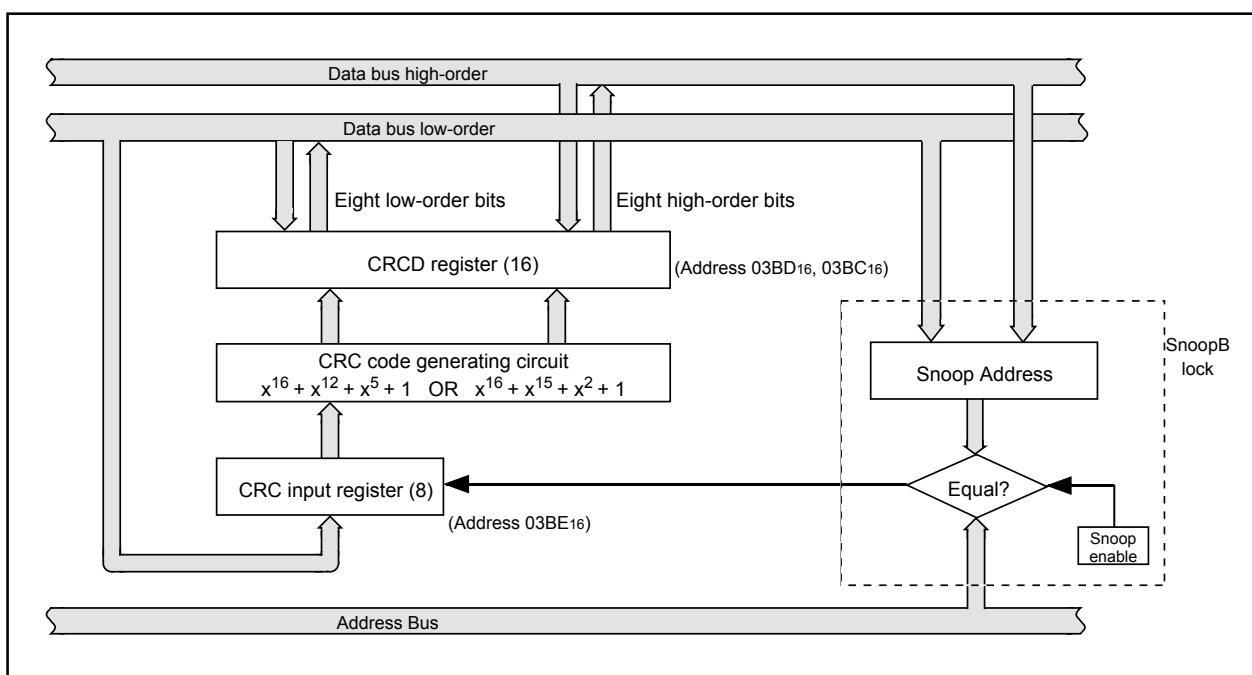 Data bus high-order
Data bus low-order
Eight low-order bits
Eight high-order bits
CRCD register (16)
(Address 03BD₁₆, 03BC₁₆)
CRC code generating circuit
x¹⁶ + x¹² + x⁵ + 1 OR x¹⁶ + x¹⁵ + x² + 1
SnoopB
lock
Snoop Address
CRC input register (8)
Equal?
(Address 03BE₁₆)
Snoop
enable
Address Bus